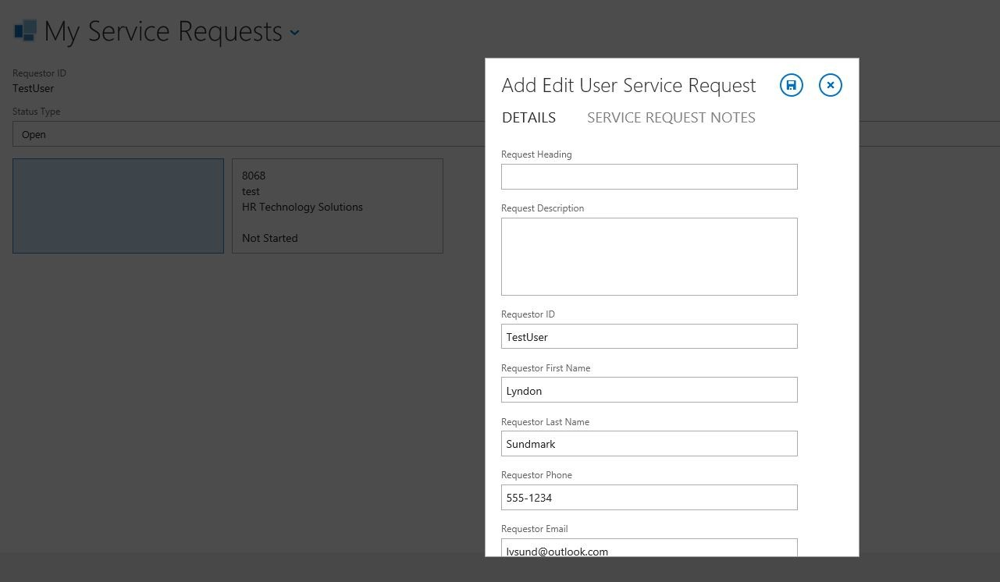 My Service Requests
Requestor ID
TestUser
Status Type
Open
8068
test
HR Technology Solutions
Not Started
Add Edit User Service Request
DETAILS
SERVICE REQUEST NOTES
Request Heading
Request Description
Requestor ID
TestUser
Requestor First Name
Lyndon
Requestor Last Name
Sundmark
Requestor Phone
555-1234
Requestor Email
lvsund@outlook.com